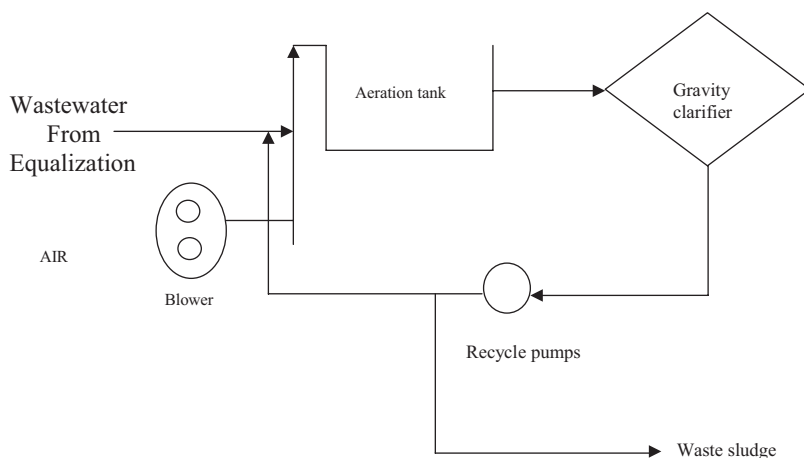 Wastewater
From
Equalization
Aeration tank
Gravity
clarifier
AIR
Blower
Recycle pumps
Waste sludge